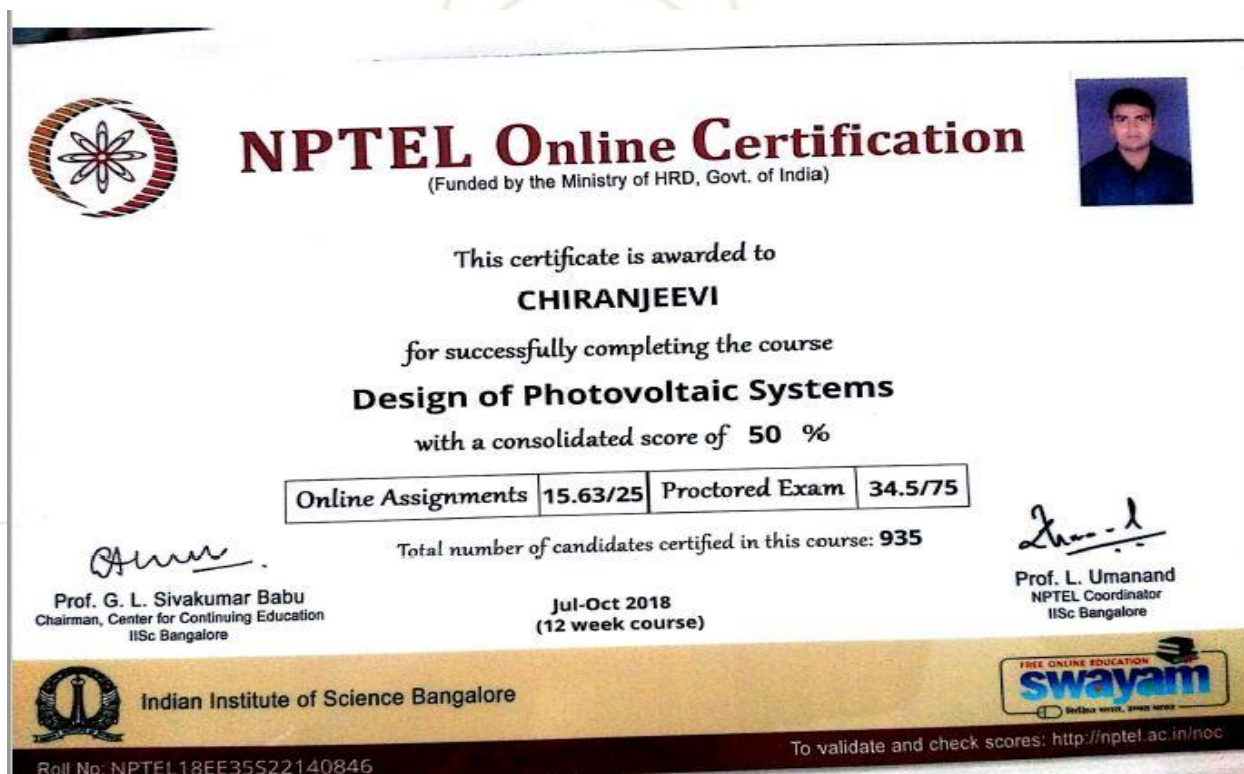 NPTEL Online Certification
(Funded by the Ministry of HRD, Govt. of India)
This certificate is awarded to
CHIRANJEEVI
for successfully completing the course
Design of Photovoltaic Systems
with a consolidated score of 50 %
Online Assignments 15.63/25 Proctored Exam 34.5/75
Total number of candidates certified in this course: 935
Prof. G. L. Sivakumar Babu
Chairman, Center for Continuing Education
IISc Bangalore
Jul-Oct 2018
(12 week course)
Prof. L. Umanand
NPTEL Coordinator
IISc Bangalore
Indian Institute of Science Bangalore
FREE ONLINE EDUCATION
swayam
Roll No: NPTEL18EE35S22140846
To validate and check scores: http://nptel.ac.in/noc